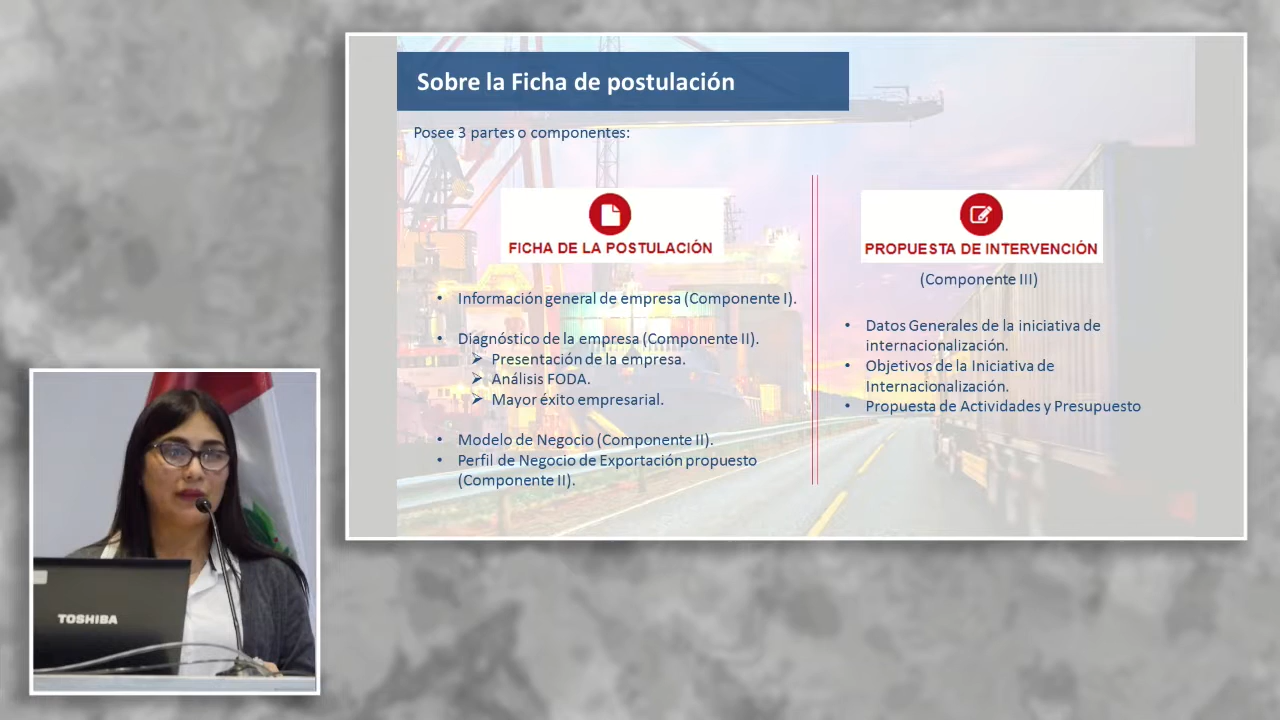 Sobre la Ficha de postulación
Posee 3 partes o componentes:
FICHA DE LA POSTULACIÓN
• Información general de empresa (Componente I).
• Diagnóstico de la empresa (Componente II).
➢ Presentación de la empresa.
➢ Análisis FODA.
➢ Mayor éxito empresarial.
• Modelo de Negocio (Componente II).
• Perfil de Negocio de Exportación propuesto
(Componente II).
PROPUESTA DE INTERVENCIÓN
(Componente III)
• Datos Generales de la iniciativa de
internacionalización.
• Objetivos de la Iniciativa de
Internacionalización.
• Propuesta de Actividades y Presupuesto
TOSHIBA